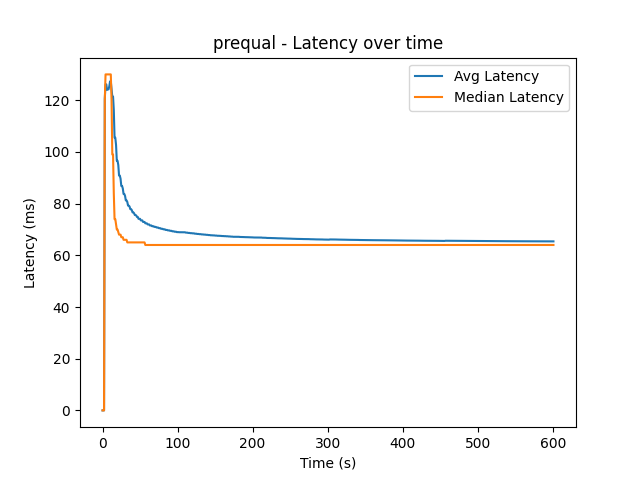 prequal - Latency over time
Avg Latency
Median Latency
Latency (ms)
120
100
80
60
40
20
0
0 100 200 300 400 500 600
Time (s)